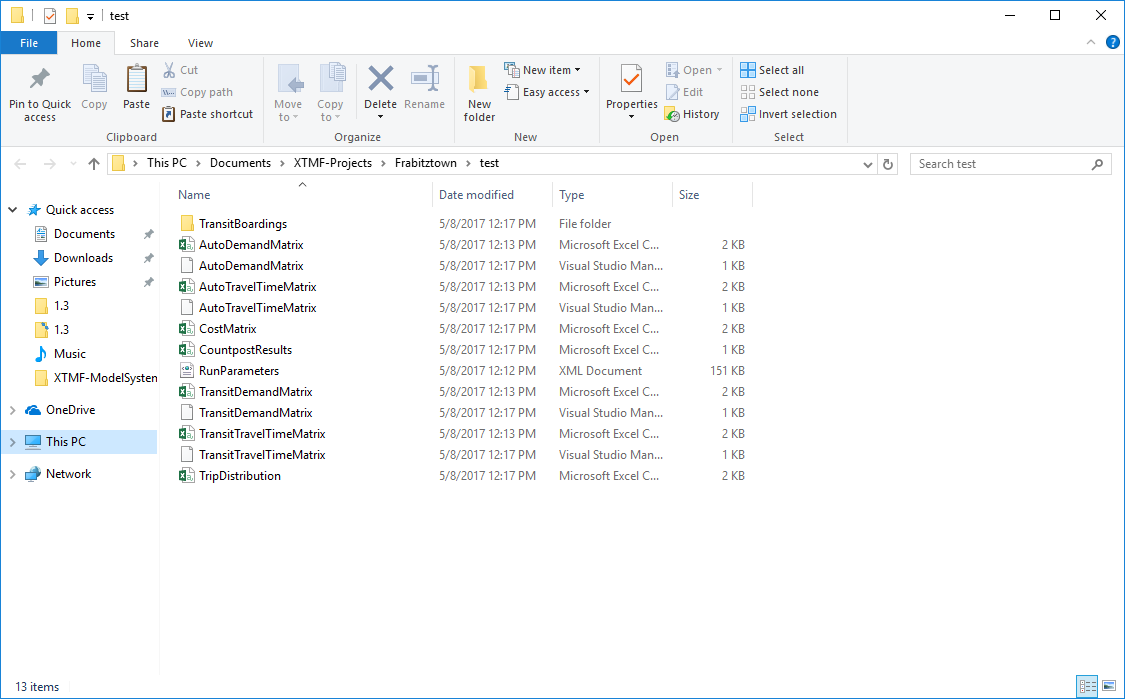 test
File Home Share View
Pin to Quick access
Copy
Paste
Cut
Copy path
Paste shortcut
Clipboard
Move to
Copy to
Delete
Rename
Organize
New folder
New item
Easy access
New
Properties
Open
Edit
History
Open
Select all
Select none
Invert selection
Select
This PC > Documents > XTMF-Projects > Frabitztown > test
Search test
Quick access
Documents
Downloads
Pictures
1.3
1.3
Music
XTMF-ModelSysten
OneDrive
This PC
Network
Name Date modified Type Size
TransitBoardings 5/8/2017 12:17 PM File folder
AutoDemandMatrix 5/8/2017 12:13 PM Microsoft Excel C... 2 KB
AutoDemandMatrix 5/8/2017 12:17 PM Visual Studio Man... 1 KB
AutoTravelTimeMatrix 5/8/2017 12:13 PM Microsoft Excel C... 2 KB
AutoTravelTimeMatrix 5/8/2017 12:17 PM Visual Studio Man... 1 KB
CostMatrix 5/8/2017 12:17 PM Microsoft Excel C... 2 KB
CountpostResults 5/8/2017 12:17 PM Microsoft Excel C... 1 KB
RunParameters 5/8/2017 12:12 PM XML Document 151 KB
TransitDemandMatrix 5/8/2017 12:13 PM Microsoft Excel C... 2 KB
TransitDemandMatrix 5/8/2017 12:17 PM Visual Studio Man... 1 KB
TransitTravelTimeMatrix 5/8/2017 12:13 PM Microsoft Excel C... 2 KB
TransitTravelTimeMatrix 5/8/2017 12:17 PM Visual Studio Man... 1 KB
TripDistribution 5/8/2017 12:17 PM Microsoft Excel C... 2 KB
13 items